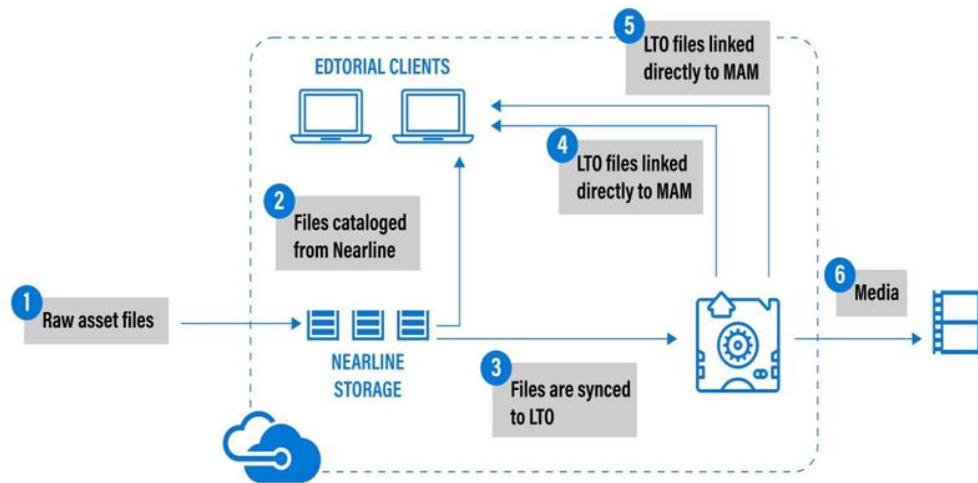 5
LTO files linked
directly to MAM
EDTORIAL CLIENTS
4
LTO files linked
directly to MAM
2
Files cataloged
from Nearline
1
Raw asset files
6
Media
NEARLINE
STORAGE
3
Files are synced
to LTO